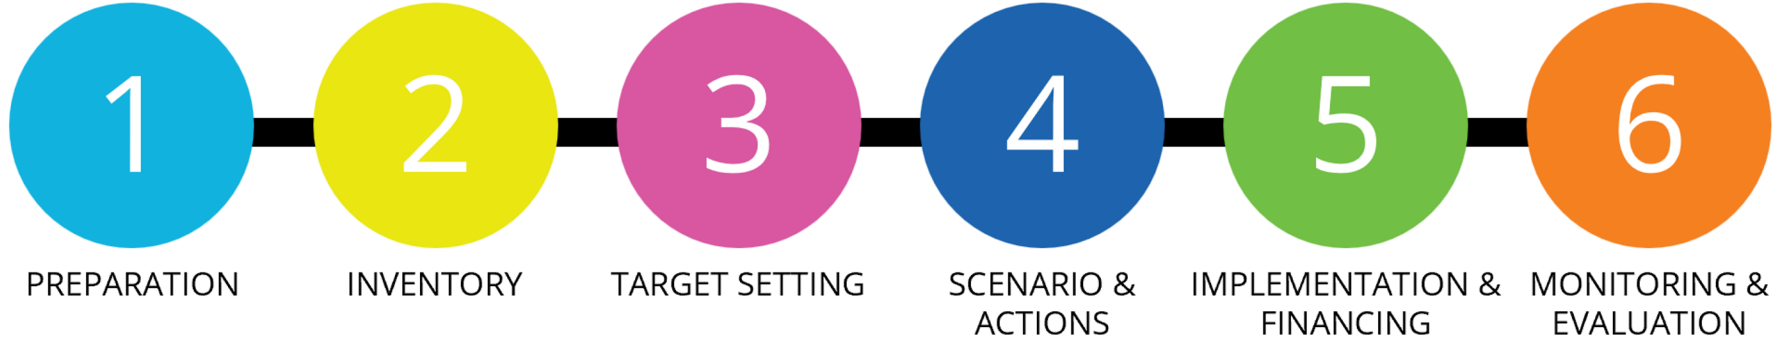 1
2
3
4
5
6
PREPARATION
INVENTORY
TARGET SETTING
SCENARIO &
ACTIONS
IMPLEMENTATION &
FINANCING
MONITORING &
EVALUATION